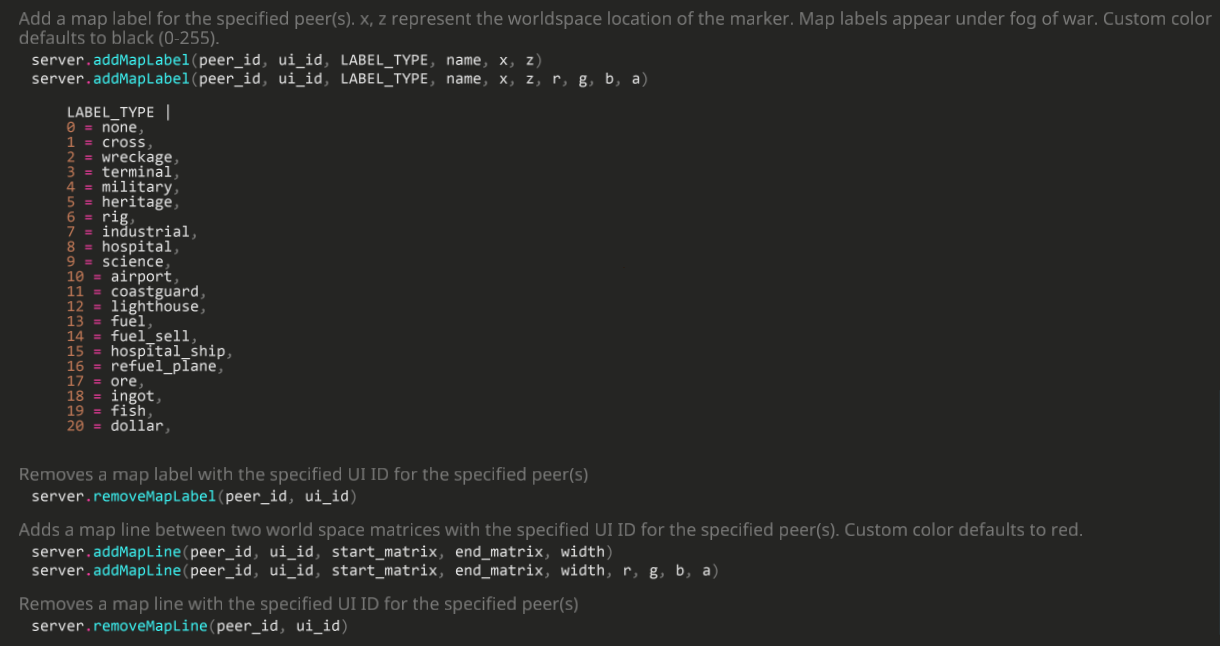 Add a map label for the specified peer(s). x, z represent the worldspace location of the marker. Map labels appear under fog of war. Custom color
defaults to black (0-255).
server.addMapLabel(peer_id, ui_id, LABEL_TYPE, name, x, z)
server.addMapLabel(peer_id, ui_id, LABEL_TYPE, name, x, z, r, g, b, a)
LABEL_TYPE |
0 = none,
1 = cross,
2 = wreckage,
3 = terminal,
4 = military,
5 = heritage,
6 = rig,
7 = industrial,
8 = hospital,
9 = science,
10 = airport,
11 = coastguard,
12 = lighthouse,
13 = fuel,
14 = fuel_sell,
15 = hospital_ship,
16 = refuel_plane,
17 = ore,
18 = ingot,
19 = fish,
20 = dollar,
Removes a map label with the specified UI ID for the specified peer(s)
server.removeMapLabel(peer_id, ui_id)
Adds a map line between two world space matrices with the specified UI ID for the specified peer(s). Custom color defaults to red.
server.addMapLine(peer_id, ui_id, start_matrix, end_matrix, width)
server.addMapLine(peer_id, ui_id, start_matrix, end_matrix, width, r, g, b, a)
Removes a map line with the specified UI ID for the specified peer(s)
server.removeMapLine(peer_id, ui_id)